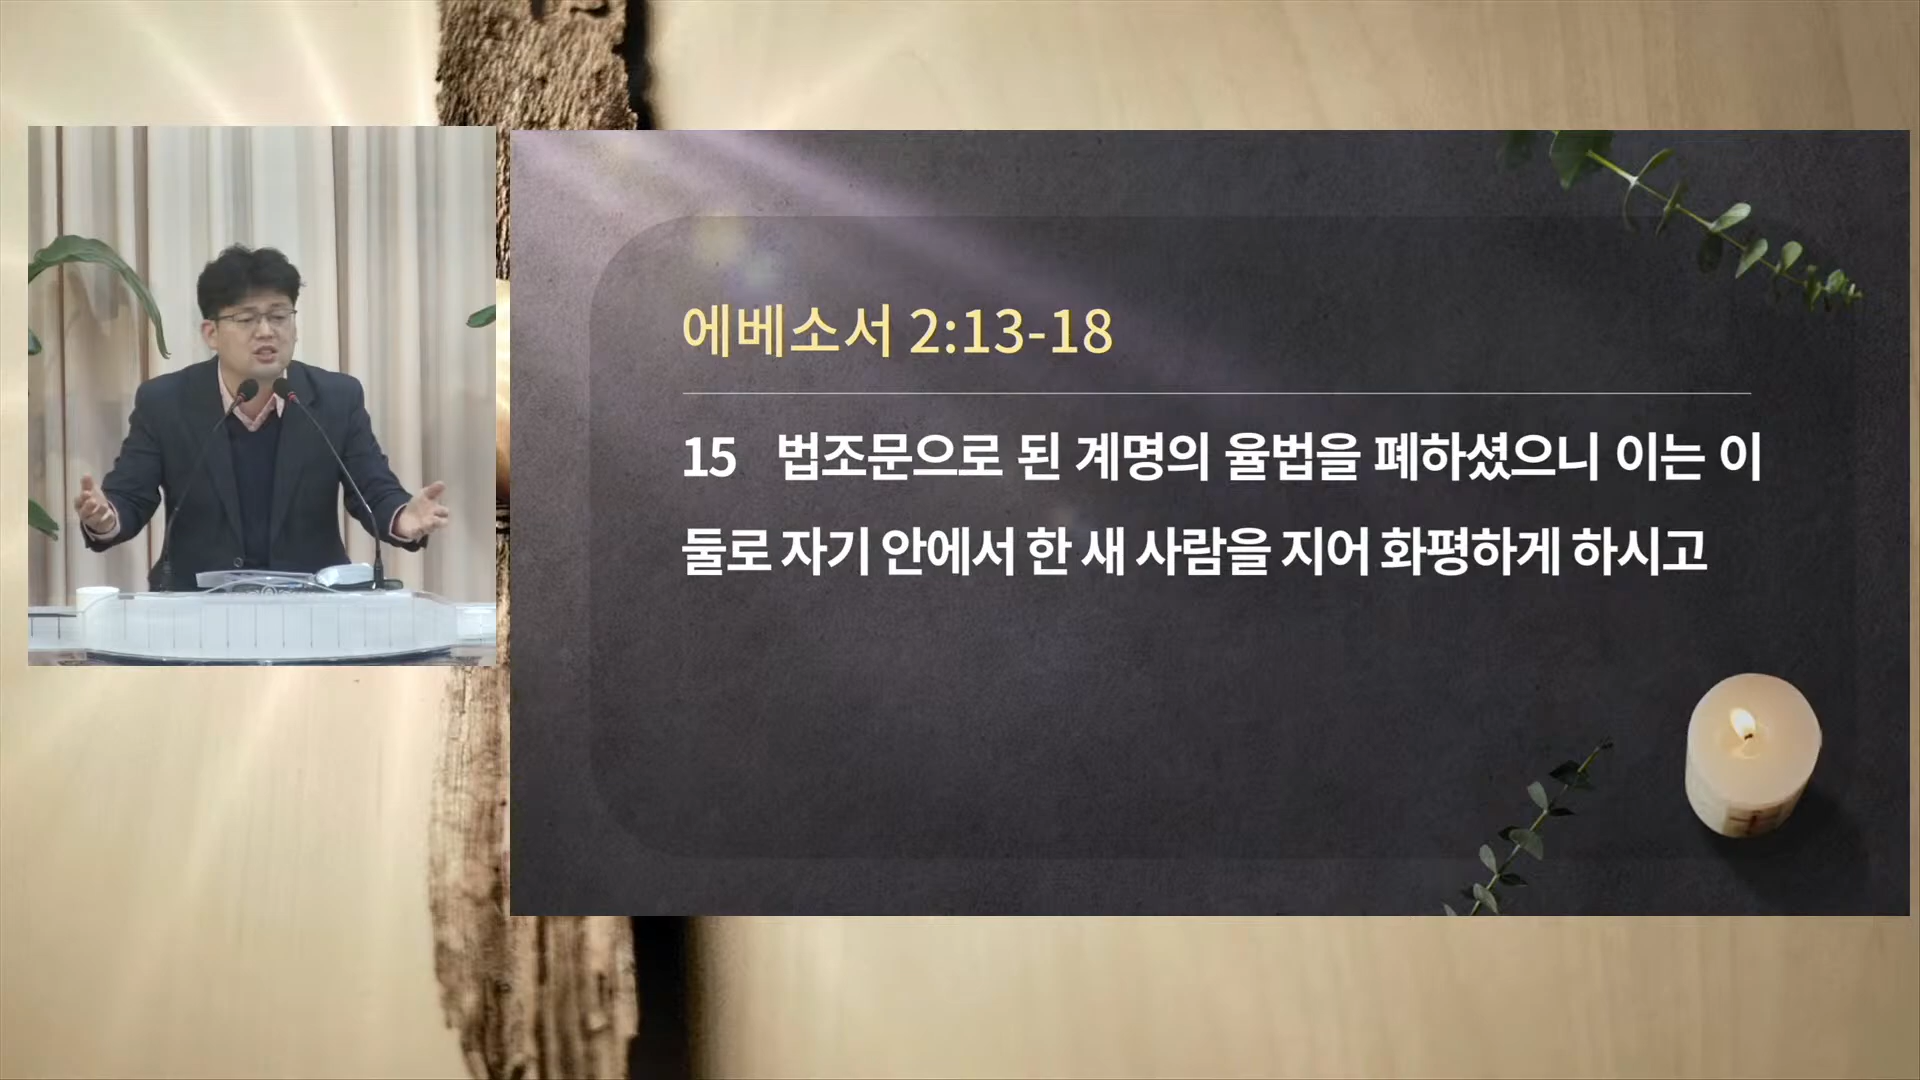 에베소서 2:13-18
15 법조문으로 된 계명의 율법을 폐하셨으니 이는 이
둘로 자기 안에서 한 새 사람을 지어 화평하게 하시고